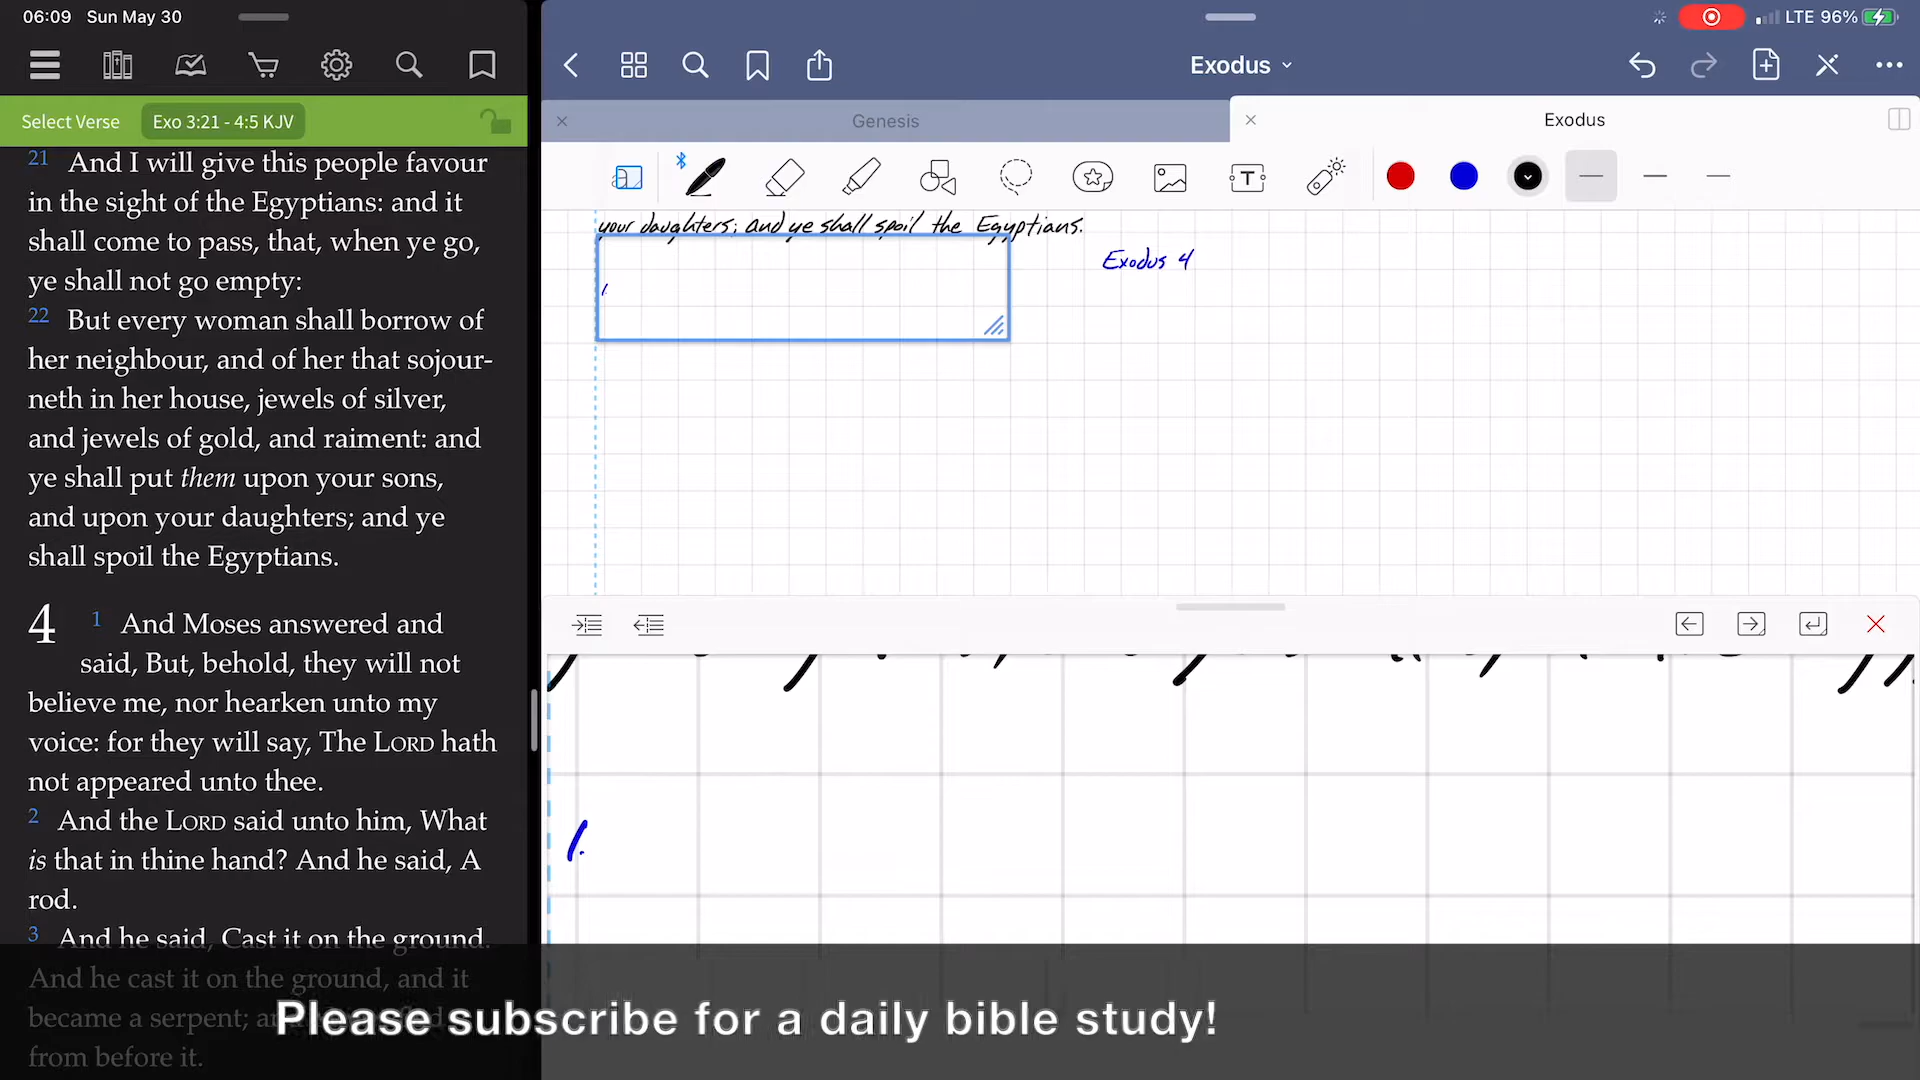 06:09 Sun May 30
LTE 96%
Exodus
Select Verse Exo 3:21 - 4:5 KJV
Genesis
Exodus
21 And I will give this people favour
in the sight of the Egyptians: and it
shall come to pass, that, when ye go,
ye shall not go empty:
22 But every woman shall borrow of
her neighbour, and of her that sojour-
neth in her house, jewels of silver,
and jewels of gold, and raiment: and
ye shall put them upon your sons,
and upon your daughters; and ye
shall spoil the Egyptians.
4 1 And Moses answered and
said, But, behold, they will not
believe me, nor hearken unto my
voice: for they will say, The LORD hath
not appeared unto thee.
2 And the LORD said unto him, What
is that in thine hand? And he said, A
rod.
3 And he said, Cast it on the ground.
And he cast it on the ground, and it
became a serpent;
from before it.
T
your daughters; and ye shall spoil the Egyptians.
Exodus 4
1.
1.
Please subscribe for a daily bible study!